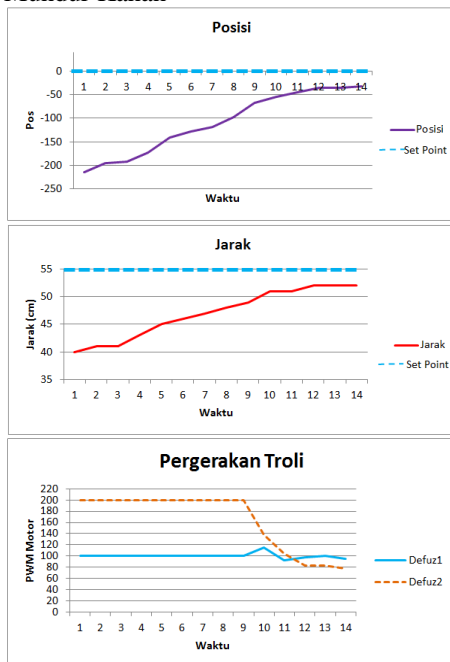 Mundur Kanan
Posisi
0
-50
-100
-150
-200
-250
Pos
1 2 3 4 5 6 7 8 9 10 11 12 13 14
Waktu
Posisi
Set Point
Jarak
55
50
45
40
35
Jarak (cm)
1 2 3 4 5 6 7 8 9 10 11 12 13 14
Waktu
Jarak
Set Point
Pergerakan Troli
220
200
180
160
140
120
100
80
60
40
20
0
PWM Motor
1 2 3 4 5 6 7 8 9 10 11 12 13 14
Waktu
Defuz1
Defuz2